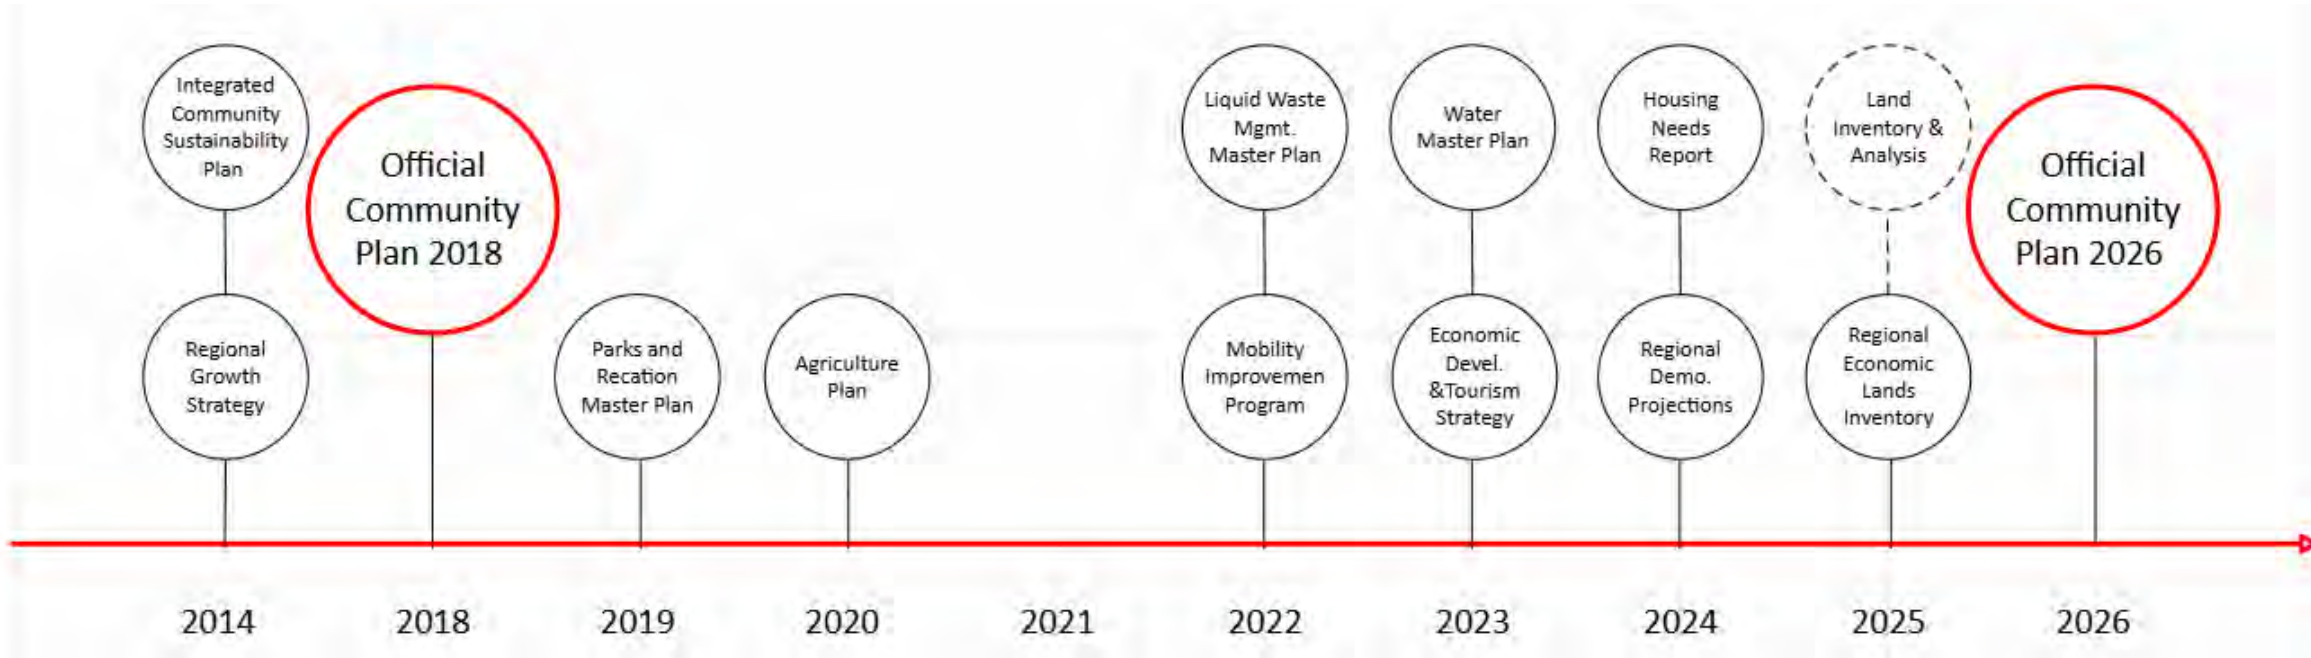 Integrated
Community
Sustainability
Plan
Regional
Growth
Strategy
Official
Community
Plan 2018
Parks and
Recation
Master Plan
Agriculture
Plan
Liquid Waste
Mgmt.
Master Plan
Mobility
Improvemen
Program
Water
Master Plan
Economic
Devel.
&Tourism
Strategy
Housing
Needs
Report
Regional
Demo.
Projections
Land
Inventory &
Analysis
Regional
Economic
Lands
Inventory
Official
Community
Plan 2026
2014
2018
2019
2020
2021
2022
2023
2024
2025
2026